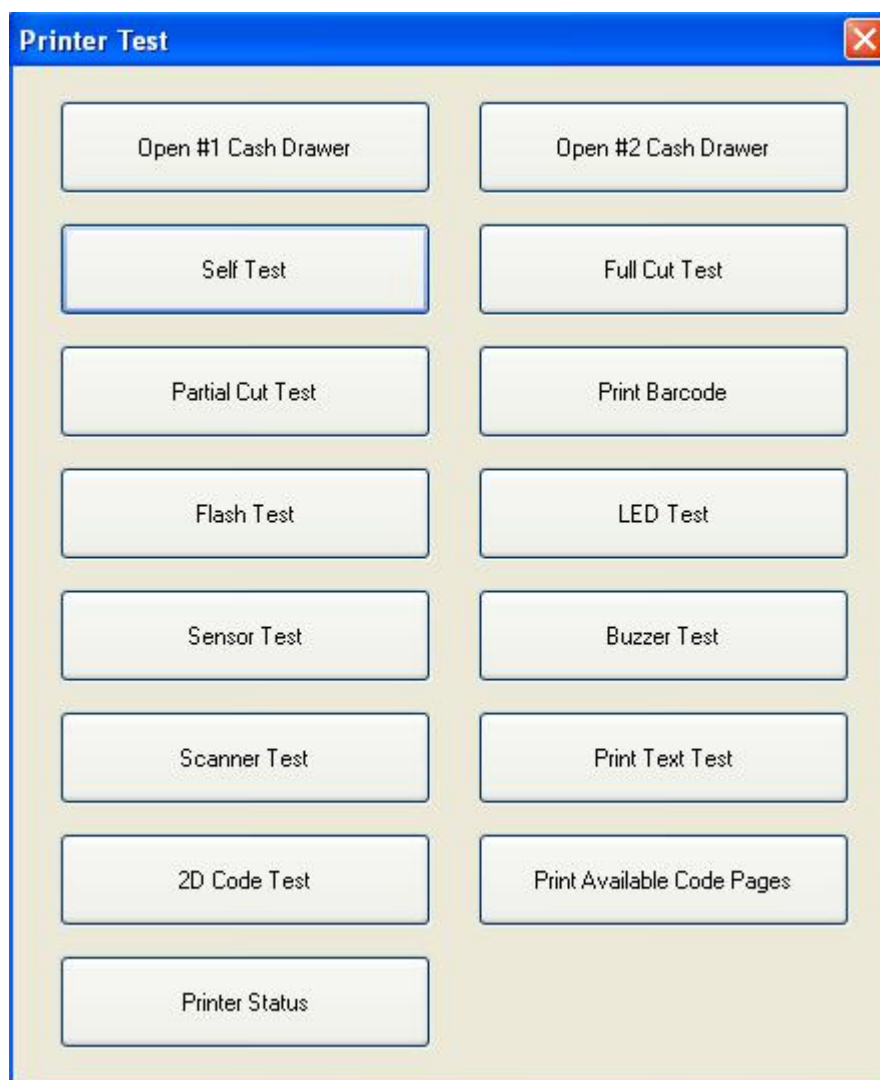 Printer Test
Open #1 Cash Drawer
Open #2 Cash Drawer
Self Test
Full Cut Test
Partial Cut Test
Print Barcode
Flash Test
LED Test
Sensor Test
Buzzer Test
Scanner Test
Print Text Test
2D Code Test
Print Available Code Pages
Printer Status